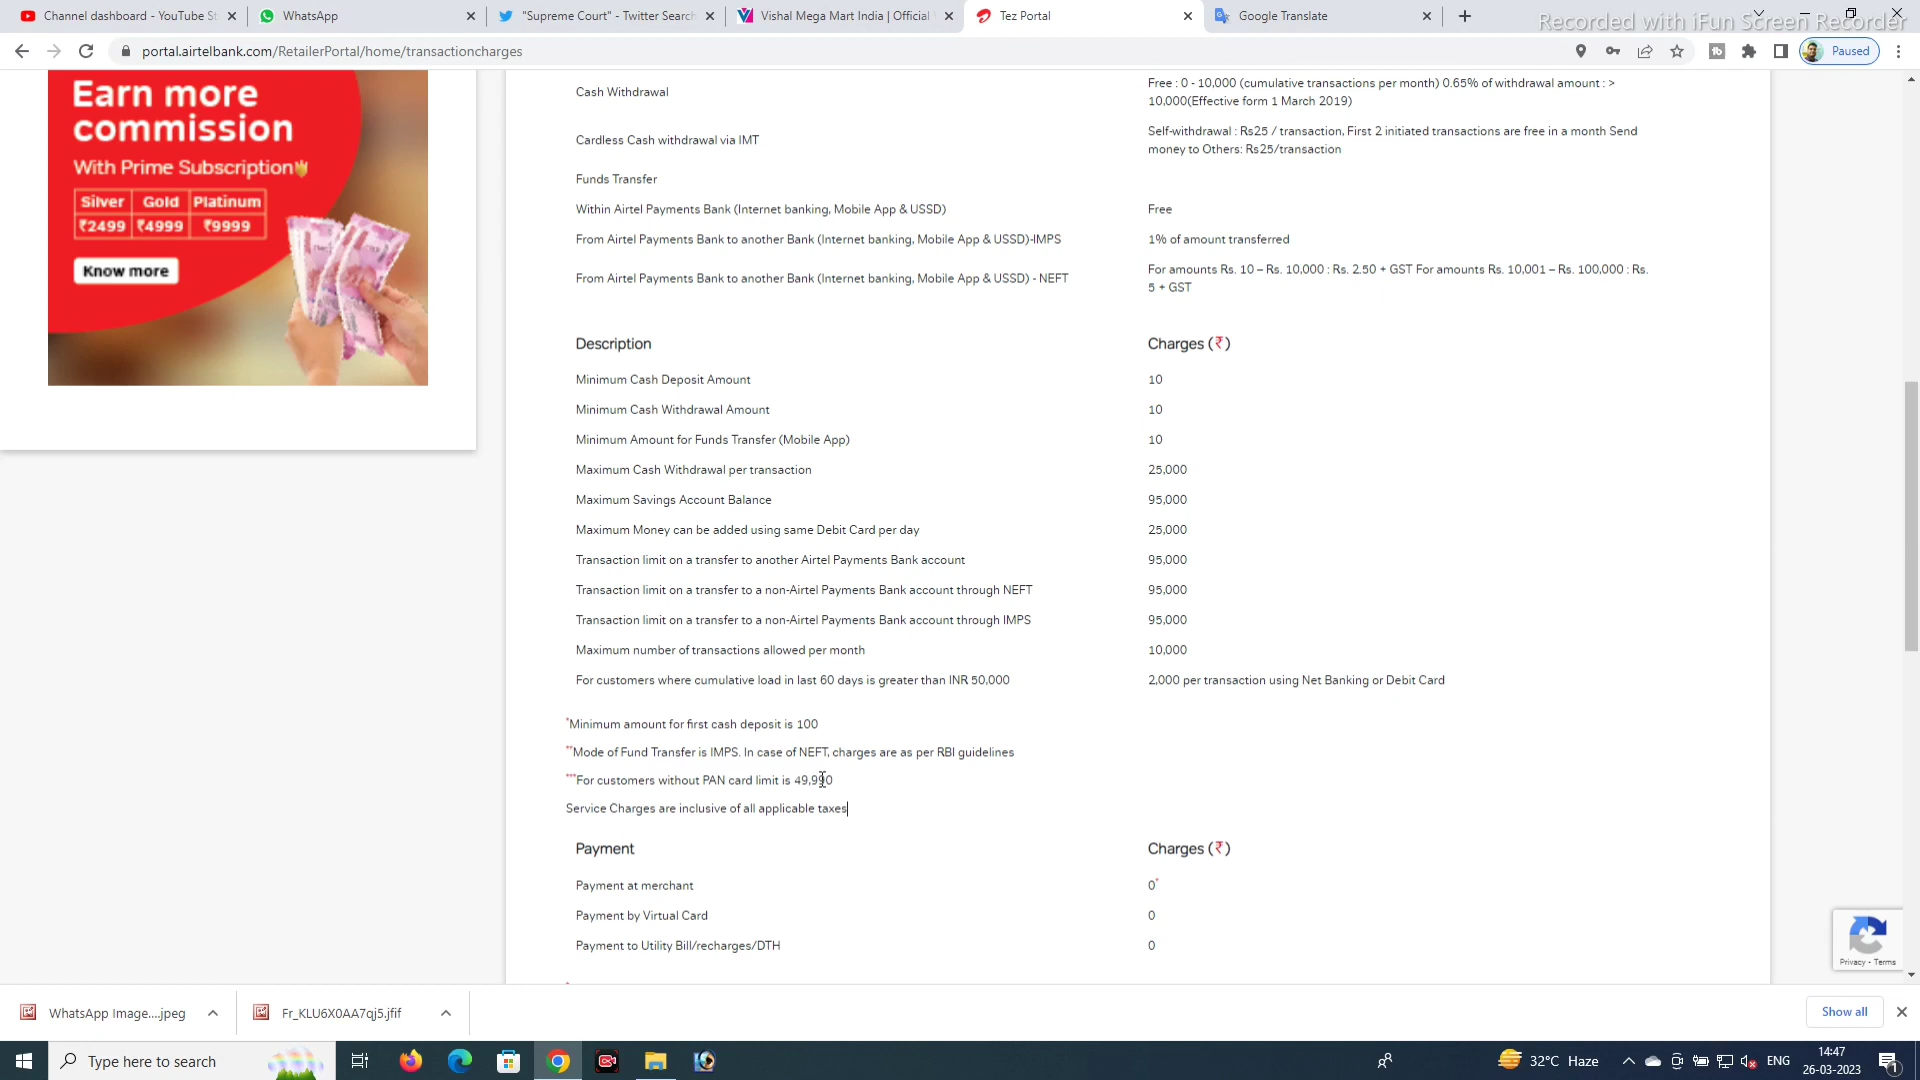 Channel dashboard - YouTube St
WhatsApp
"Supreme Court" - Twitter Search
Vishal Mega Mart India | Official
Tez Portal
Google Translate
Recorded with iFun Screen Recorder
portal.airtelbank.com/RetailerPortal/home/transactioncharges
Paused
Earn more
commission
With Prime Subscription
Silver Gold Platinum
₹2499 ₹4999 ₹9999
Know more
Cash Withdrawal
Free : 0 - 10,000 (cumulative transactions per month) 0.65% of withdrawal amount : >
10,000(Effective form 1 March 2019)
Cardless Cash withdrawal via IMT
Self-withdrawal : Rs25 / transaction, First 2 initiated transactions are free in a month Send
money to Others: Rs25/transaction
Funds Transfer
Within Airtel Payments Bank (Internet banking, Mobile App & USSD) Free
From Airtel Payments Bank to another Bank (Internet banking, Mobile App & USSD)-IMPS 1% of amount transferred
From Airtel Payments Bank to another Bank (Internet banking, Mobile App & USSD) - NEFT
For amounts Rs. 10 – Rs. 10,000 : Rs. 2.50 + GST For amounts Rs. 10,001 – Rs. 100,000 : Rs.
5 + GST
Description Charges (₹)
Minimum Cash Deposit Amount 10
Minimum Cash Withdrawal Amount 10
Minimum Amount for Funds Transfer (Mobile App) 10
Maximum Cash Withdrawal per transaction 25,000
Maximum Savings Account Balance 95,000
Maximum Money can be added using same Debit Card per day 25,000
Transaction limit on a transfer to another Airtel Payments Bank account 95,000
Transaction limit on a transfer to a non-Airtel Payments Bank account through NEFT 95,000
Transaction limit on a transfer to a non-Airtel Payments Bank account through IMPS 95,000
Maximum number of transactions allowed per month 10,000
For customers where cumulative load in last 60 days is greater than INR 50,000 2,000 per transaction using Net Banking or Debit Card
*Minimum amount for first cash deposit is 100
**Mode of Fund Transfer is IMPS. In case of NEFT, charges are as per RBI guidelines
***For customers without PAN card limit is 49,990
Service Charges are inclusive of all applicable taxes
Payment Charges (₹)
Payment at merchant 0*
Payment by Virtual Card 0
Payment to Utility Bill/recharges/DTH 0
Privacy - Terms
WhatsApp Image....jpeg
Fr_KLU6X0AA7qj5.jfif
Show all
Type here to search
32°C Haze
ENG
14:47
26-03-2023
1